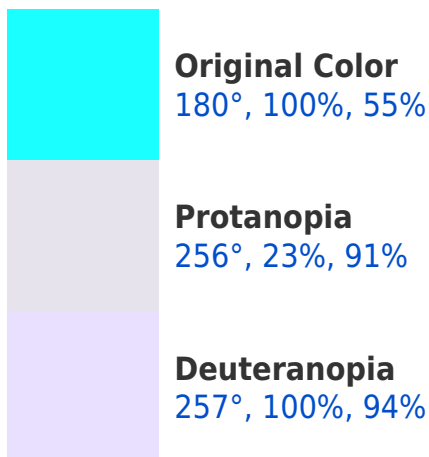 Original Color
180°, 100%, 55%
Protanopia
256°, 23%, 91%
Deuteranopia
257°, 100%, 94%